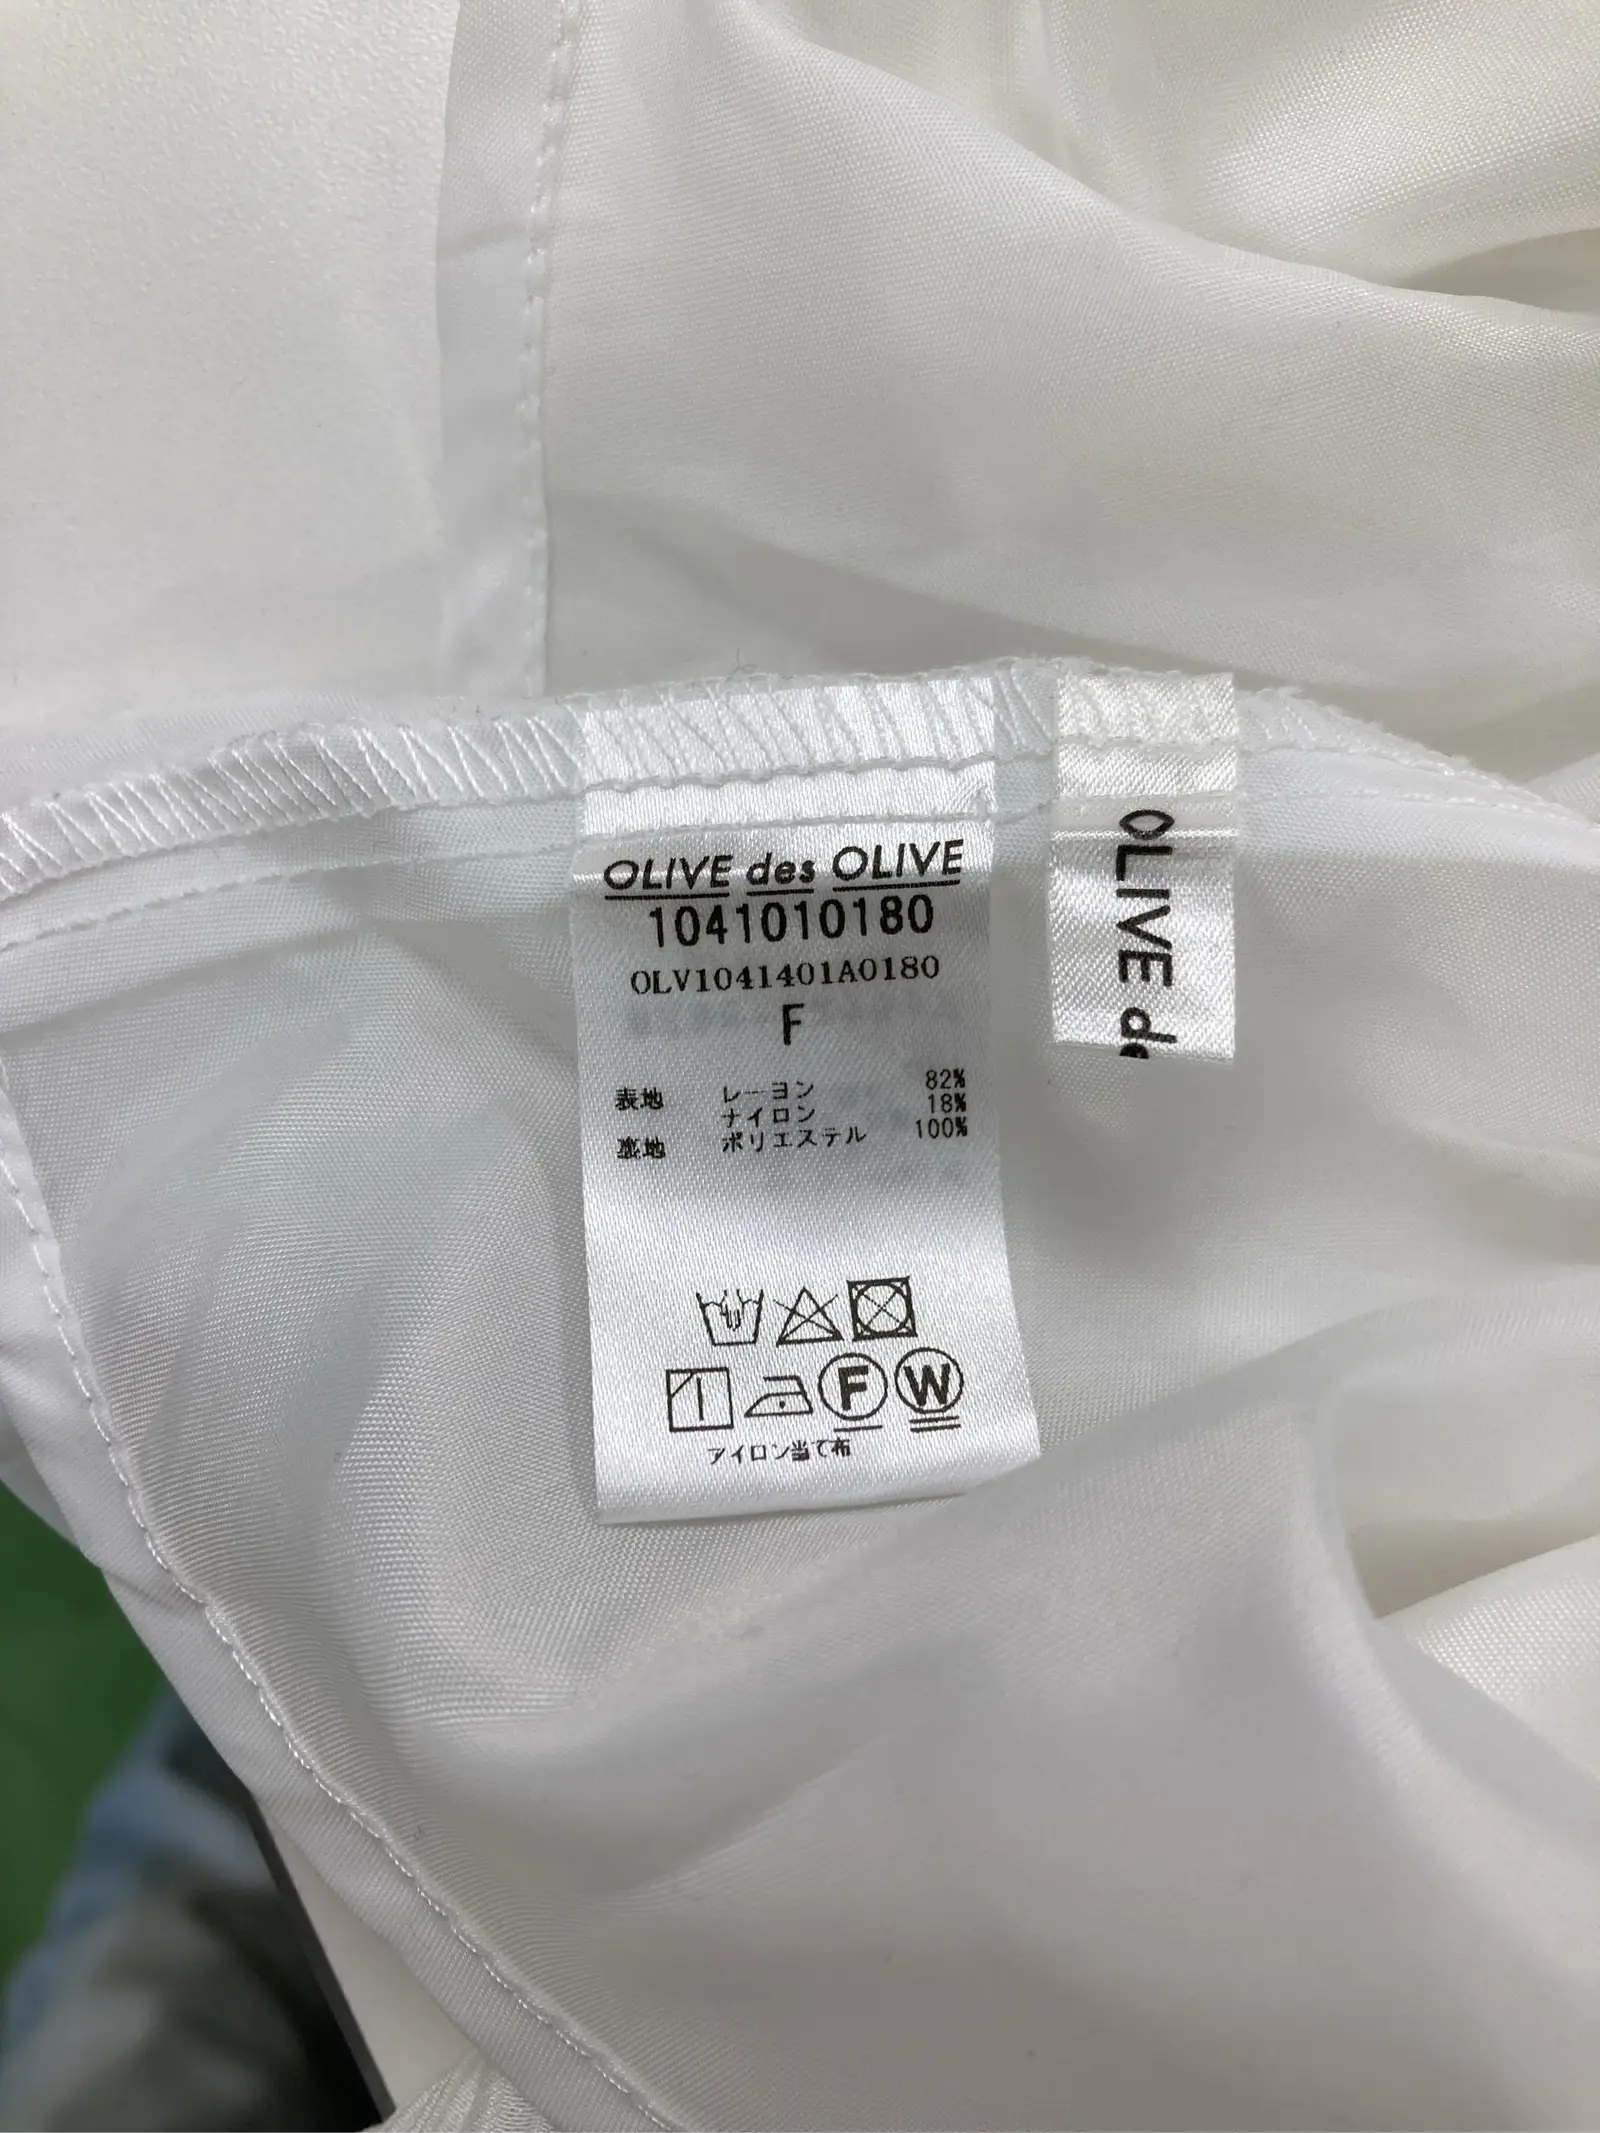 OLIVE des OLIVE
1041010180
OLV1041401A0180
F
表地 レーヨン 82%
ナイロン 18%
裏地 ポリエステル 100%
F W
アイロン当て布
OLIVE de